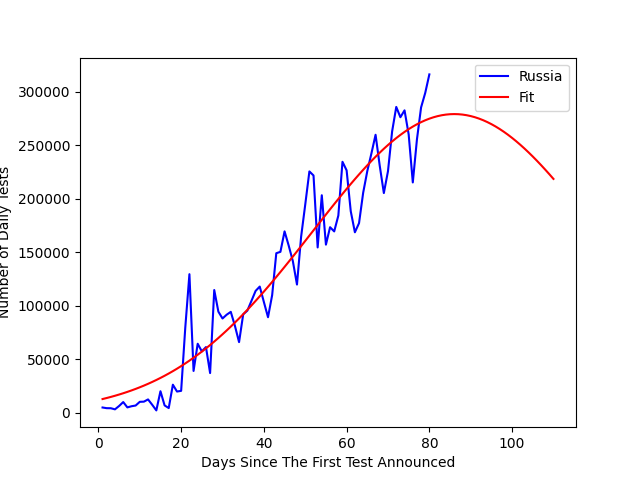 Russia
Fit
300000
250000
200000
150000
100000
50000
0
Number of Daily Tests
0 20 40 60 80 100
Days Since The First Test Announced